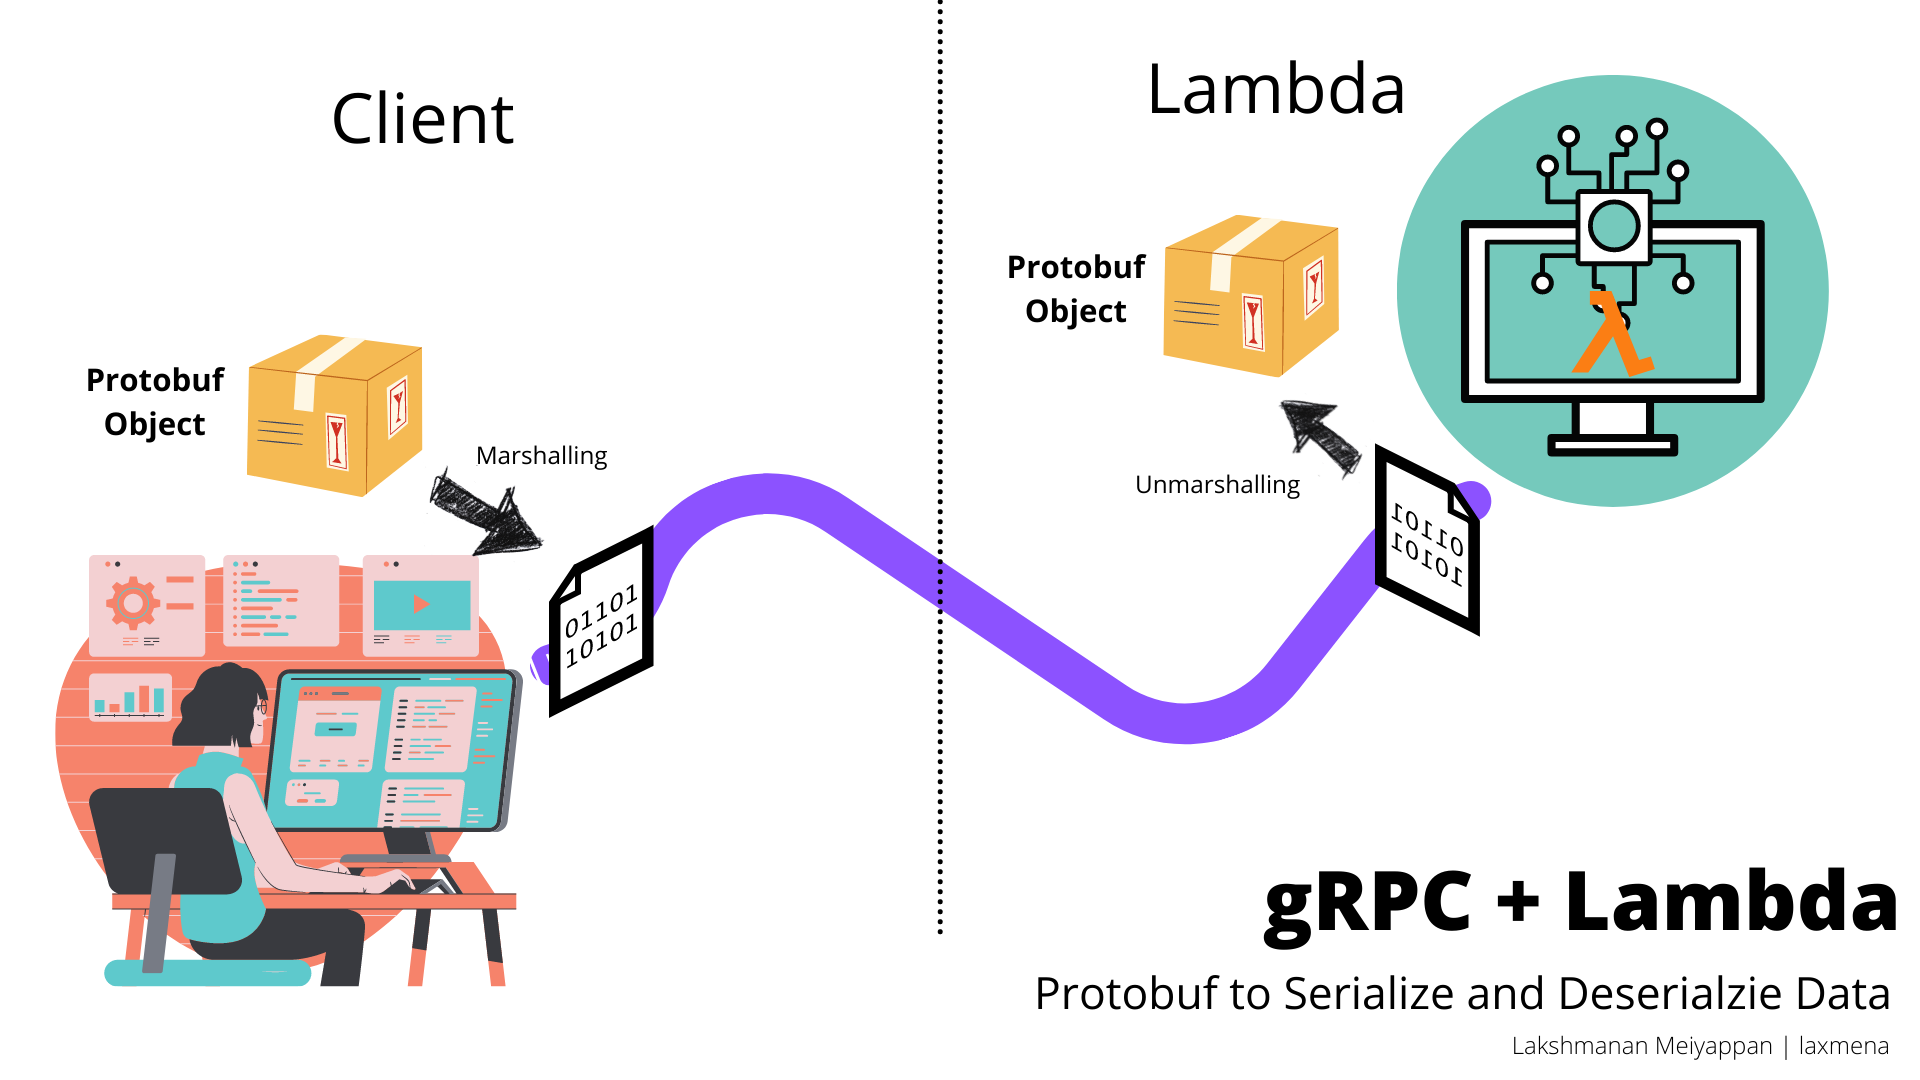 Client
Protobuf
Object
Marshalling
01101
10101
Lambda
Protobuf
Object
Unmarshalling
01101
10101
gRPC + Lambda
Protobuf to Serialize and Deserialzie Data
Lakshmanan Meiyappan | laxmena